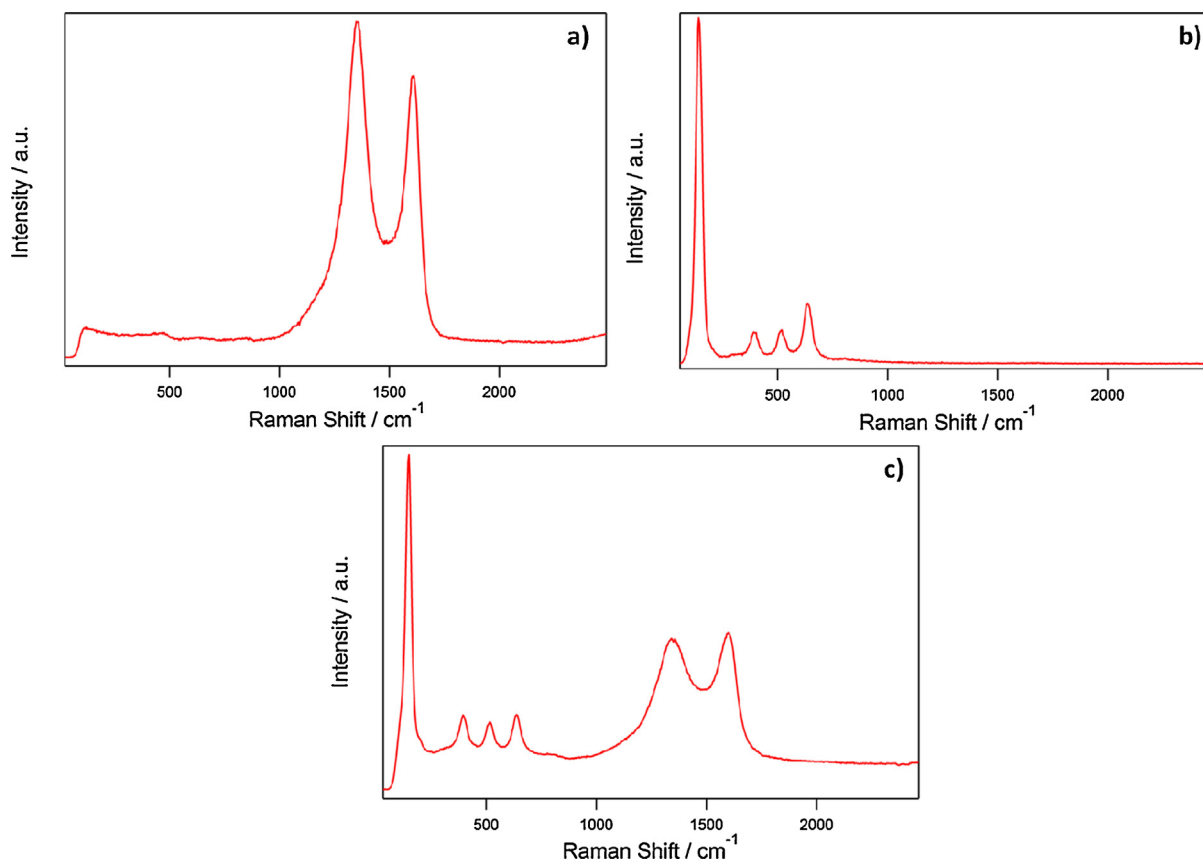 a)
Intensity / a.u.
500 1000 1500 2000
Raman Shift / cm⁻¹
b)
Intensity / a.u.
500 1000 1500 2000
Raman Shift / cm⁻¹
c)
Intensity / a.u.
500 1000 1500 2000
Raman Shift / cm⁻¹